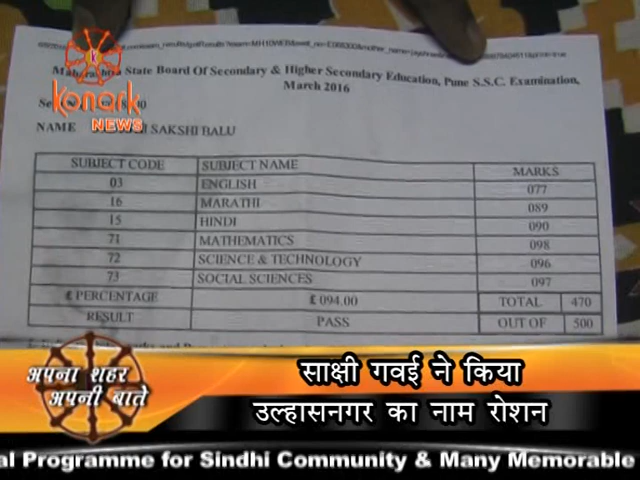 Maharashtra State Board Of Secondary & Higher Secondary Education, Pune S.S.C. Examination,
March 2016
Konark
NEWS
NAME SAKSHI BALU
SUBJECT CODE SUBJECT NAME MARKS
03 ENGLISH 077
16 MARATHI 089
15 HINDI 090
71 MATHEMATICS 098
72 SCIENCE & TECHNOLOGY 096
73 SOCIAL SCIENCES 097
£ PERCENTAGE £ 094.00 TOTAL 470
RESULT PASS OUT OF 500
अपना शहर
अपनी बाते
साक्षी गवई ने किया
उल्हासनगर का नाम रोशन
al Programme for Sindhi Community & Many Memorable